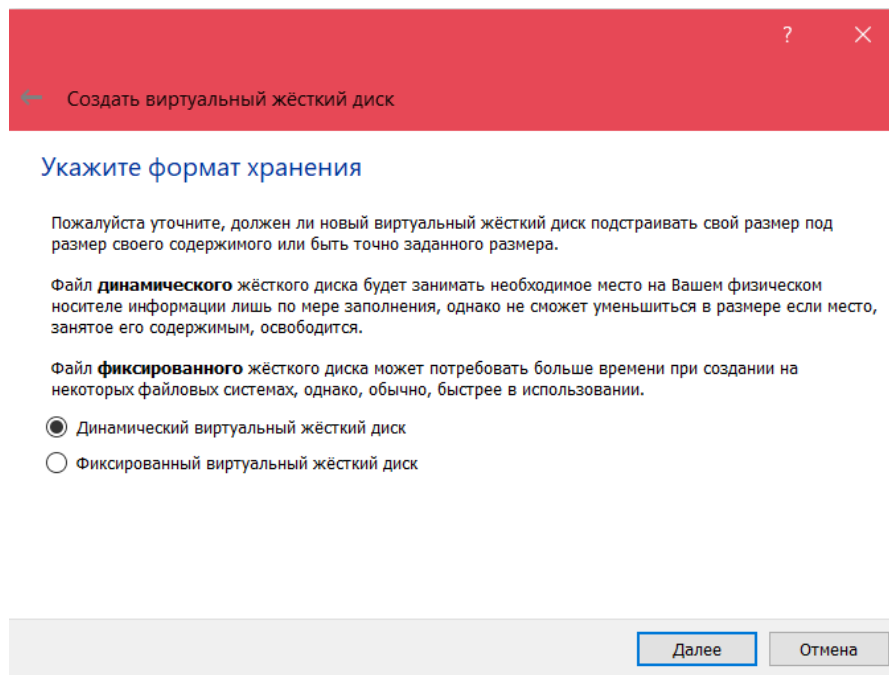 ?
Создать виртуальный жёсткий диск
Укажите формат хранения
Пожалуйста уточните, должен ли новый виртуальный жёсткий диск подстраивать свой размер под
размер своего содержимого или быть точно заданного размера.
Файл динамического жёсткого диска будет занимать необходимое место на Вашем физическом
носителе информации лишь по мере заполнения, однако не сможет уменьшиться в размере если место,
занятое его содержимым, освободится.
Файл фиксированного жёсткого диска может потребовать больше времени при создании на
некоторых файловых системах, однако, обычно, быстрее в использовании.
Динамический виртуальный жёсткий диск
Фиксированный виртуальный жёсткий диск
Далее
Отмена